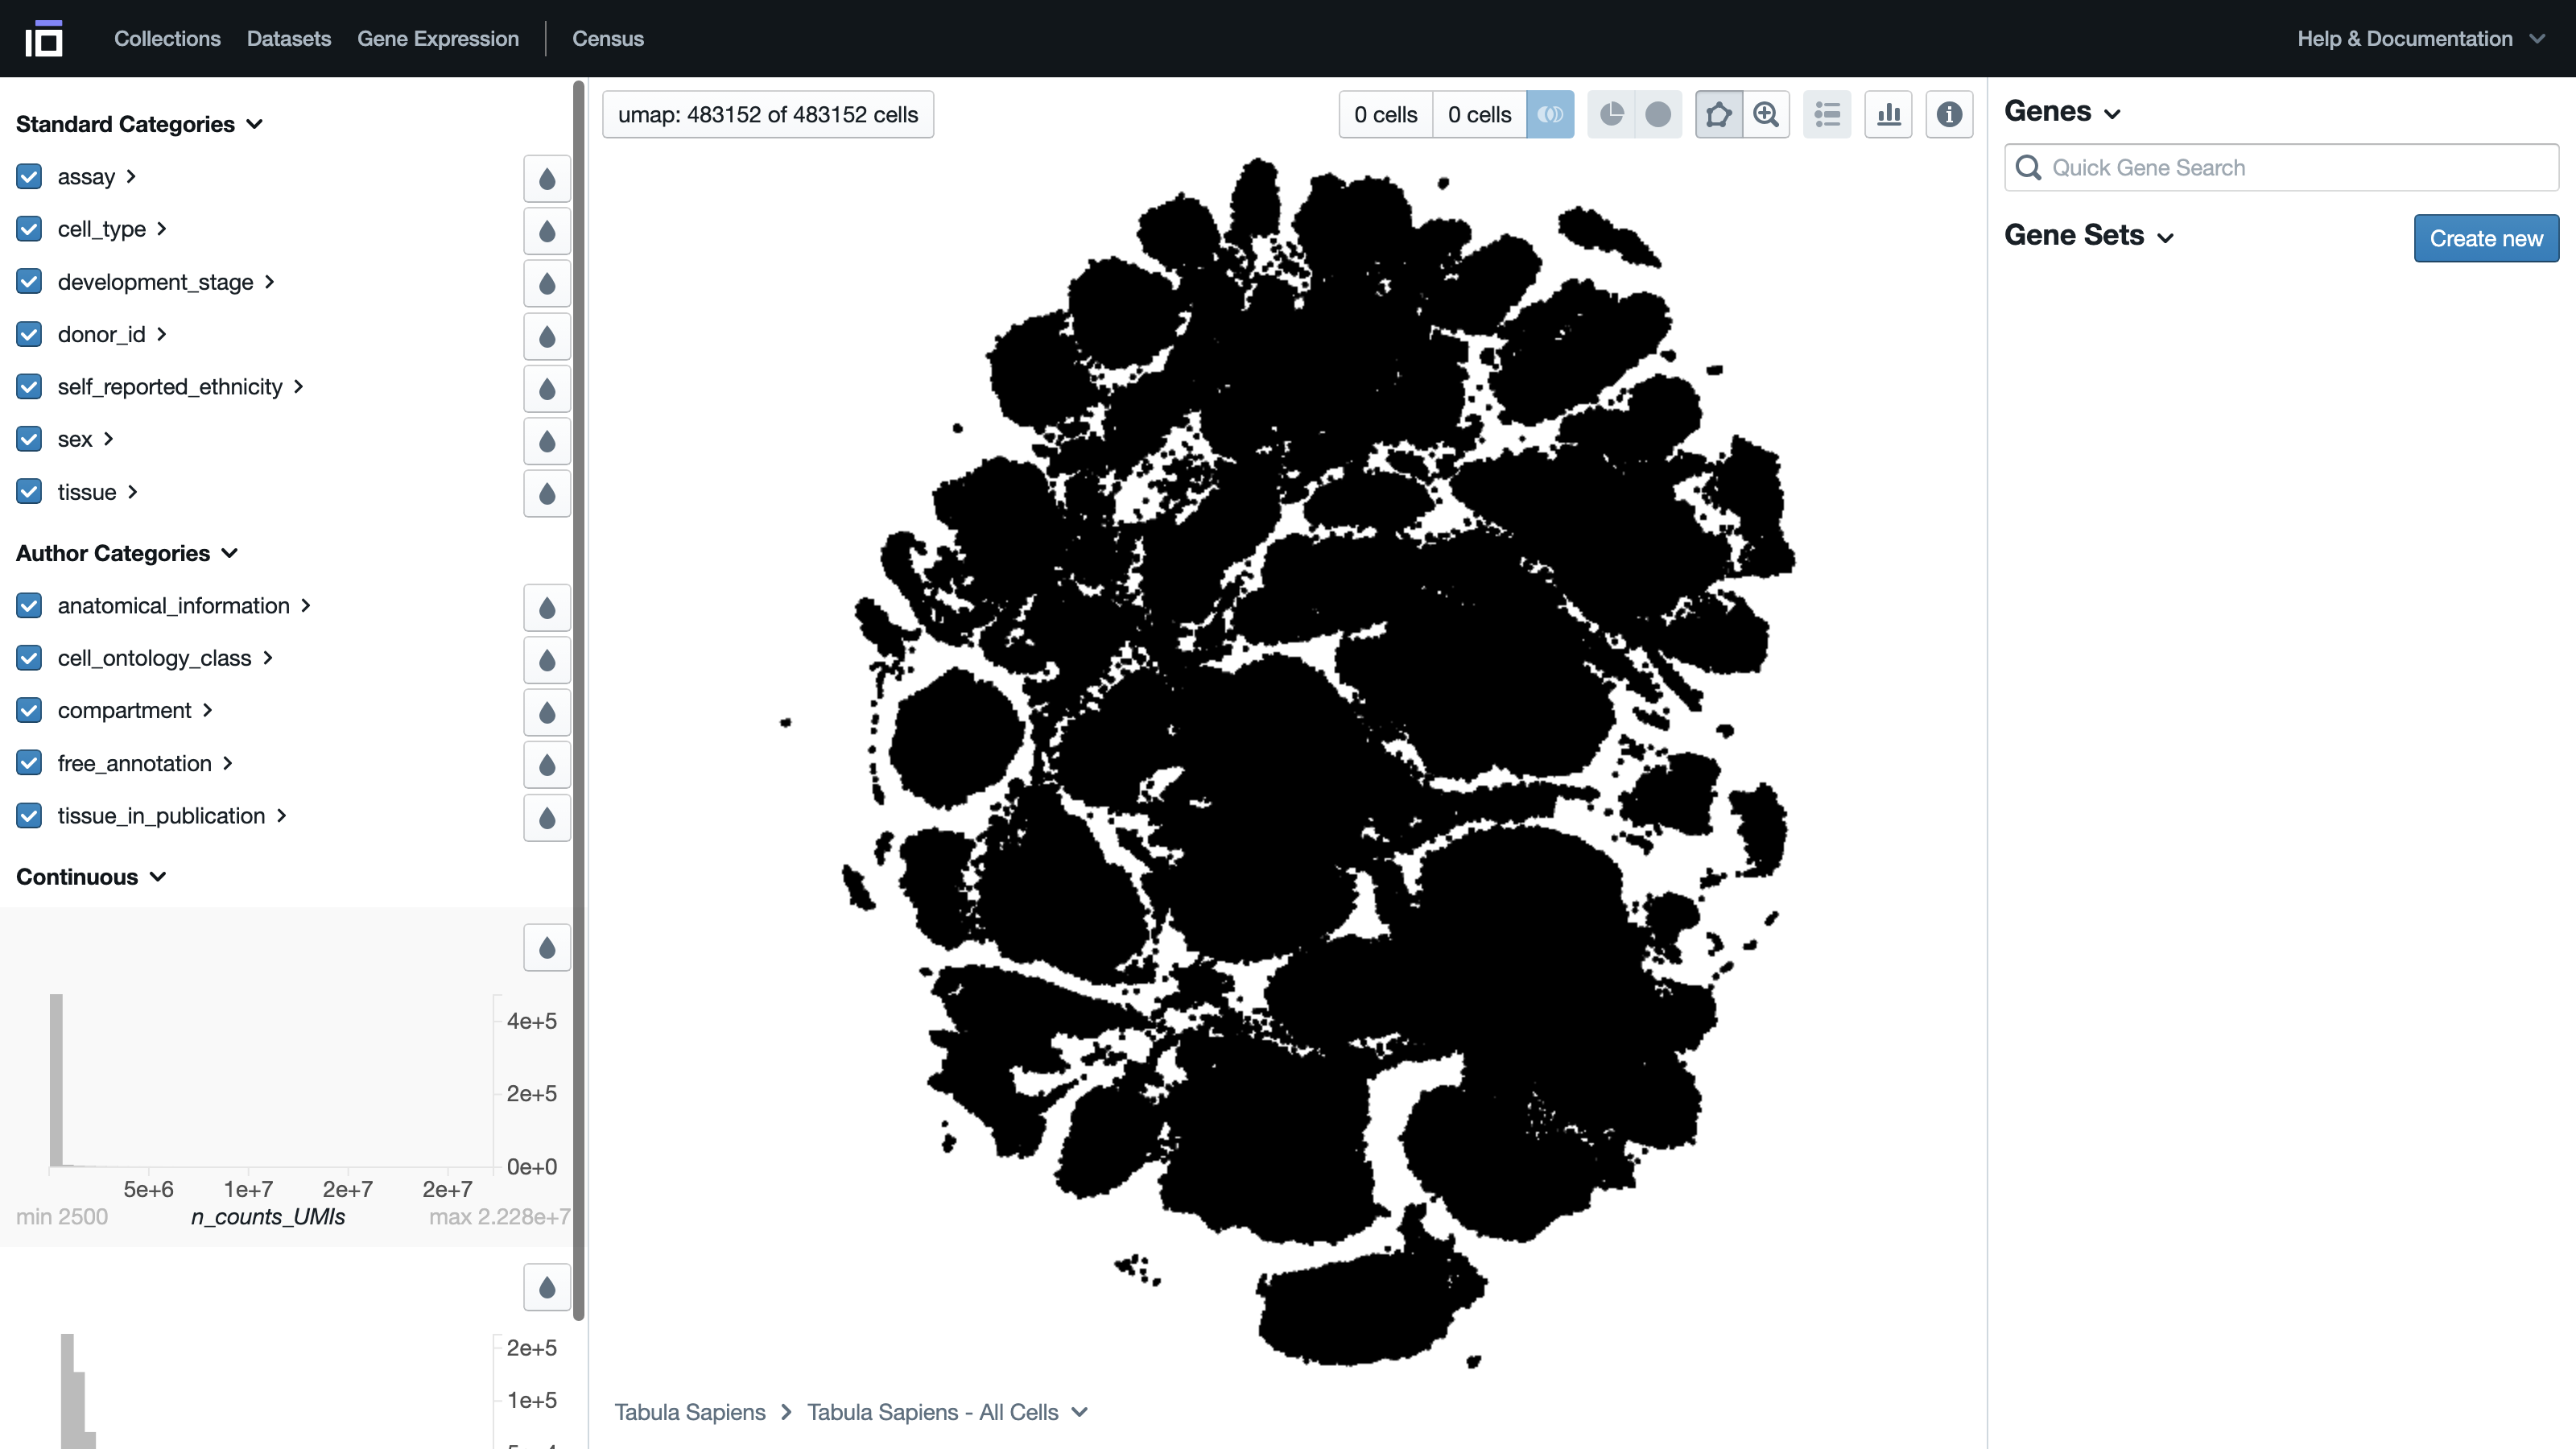 Collections Datasets Gene Expression Census Help & Documentation
Standard Categories
assay
cell_type
development_stage
donor_id
self_reported_ethnicity
sex
tissue
Author Categories
anatomical_information
cell_ontology_class
compartment
free_annotation
tissue_in_publication
Continuous
4e+5
2e+5
0e+0
5e+6 1e+7 2e+7 2e+7
min 2500 n_counts_UMIs max 2.228e+7
2e+5
1e+5
umap: 483152 of 483152 cells
0 cells 0 cells
Tabula Sapiens Tabula Sapiens - All Cells
Genes
Quick Gene Search
Gene Sets
Create new